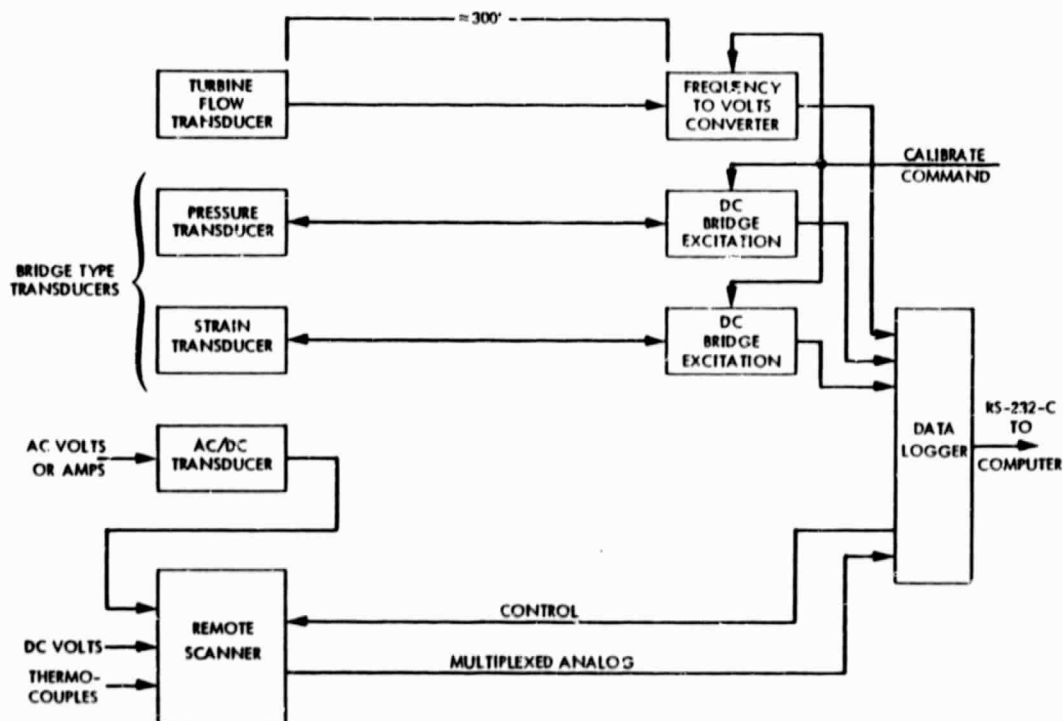 ≈ 300'
TURBINE
FLOW
TRANSDUCER
FREQUENCY
TO VOLTS
CONVERTER
CALIBRATE
COMMAND
BRIDGE TYPE
TRANSDUCERS
PRESSURE
TRANSDUCER
DC
BRIDGE
EXCITATION
STRAIN
TRANSDUCER
DC
BRIDGE
EXCITATION
DATA
LOGGER
RS-232-C
TO
COMPUTER
AC VOLTS
OR AMPS
AC/DC
TRANSDUCER
REMOTE
SCANNER
DC VOLTS
THERMO-
COUPLES
CONTROL
MULTIPLEXED ANALOG